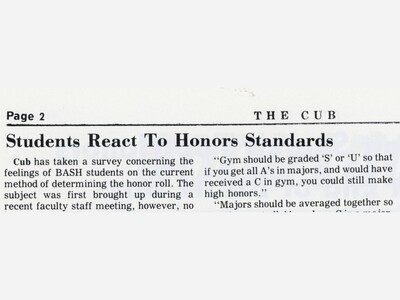 Page 2
THE CUB
Students React To Honors Standards
Cub has taken a survey concerning the
feelings of BASH students on the current
method of determining the honor roll. The
subject was first brought up during a
recent faculty staff meeting, however, no
"Gym should be graded 'S' or 'U' so that
if you get all A's in majors, and would have
received a C in gym, you could still make
high honors."
"Majors should be averaged together so